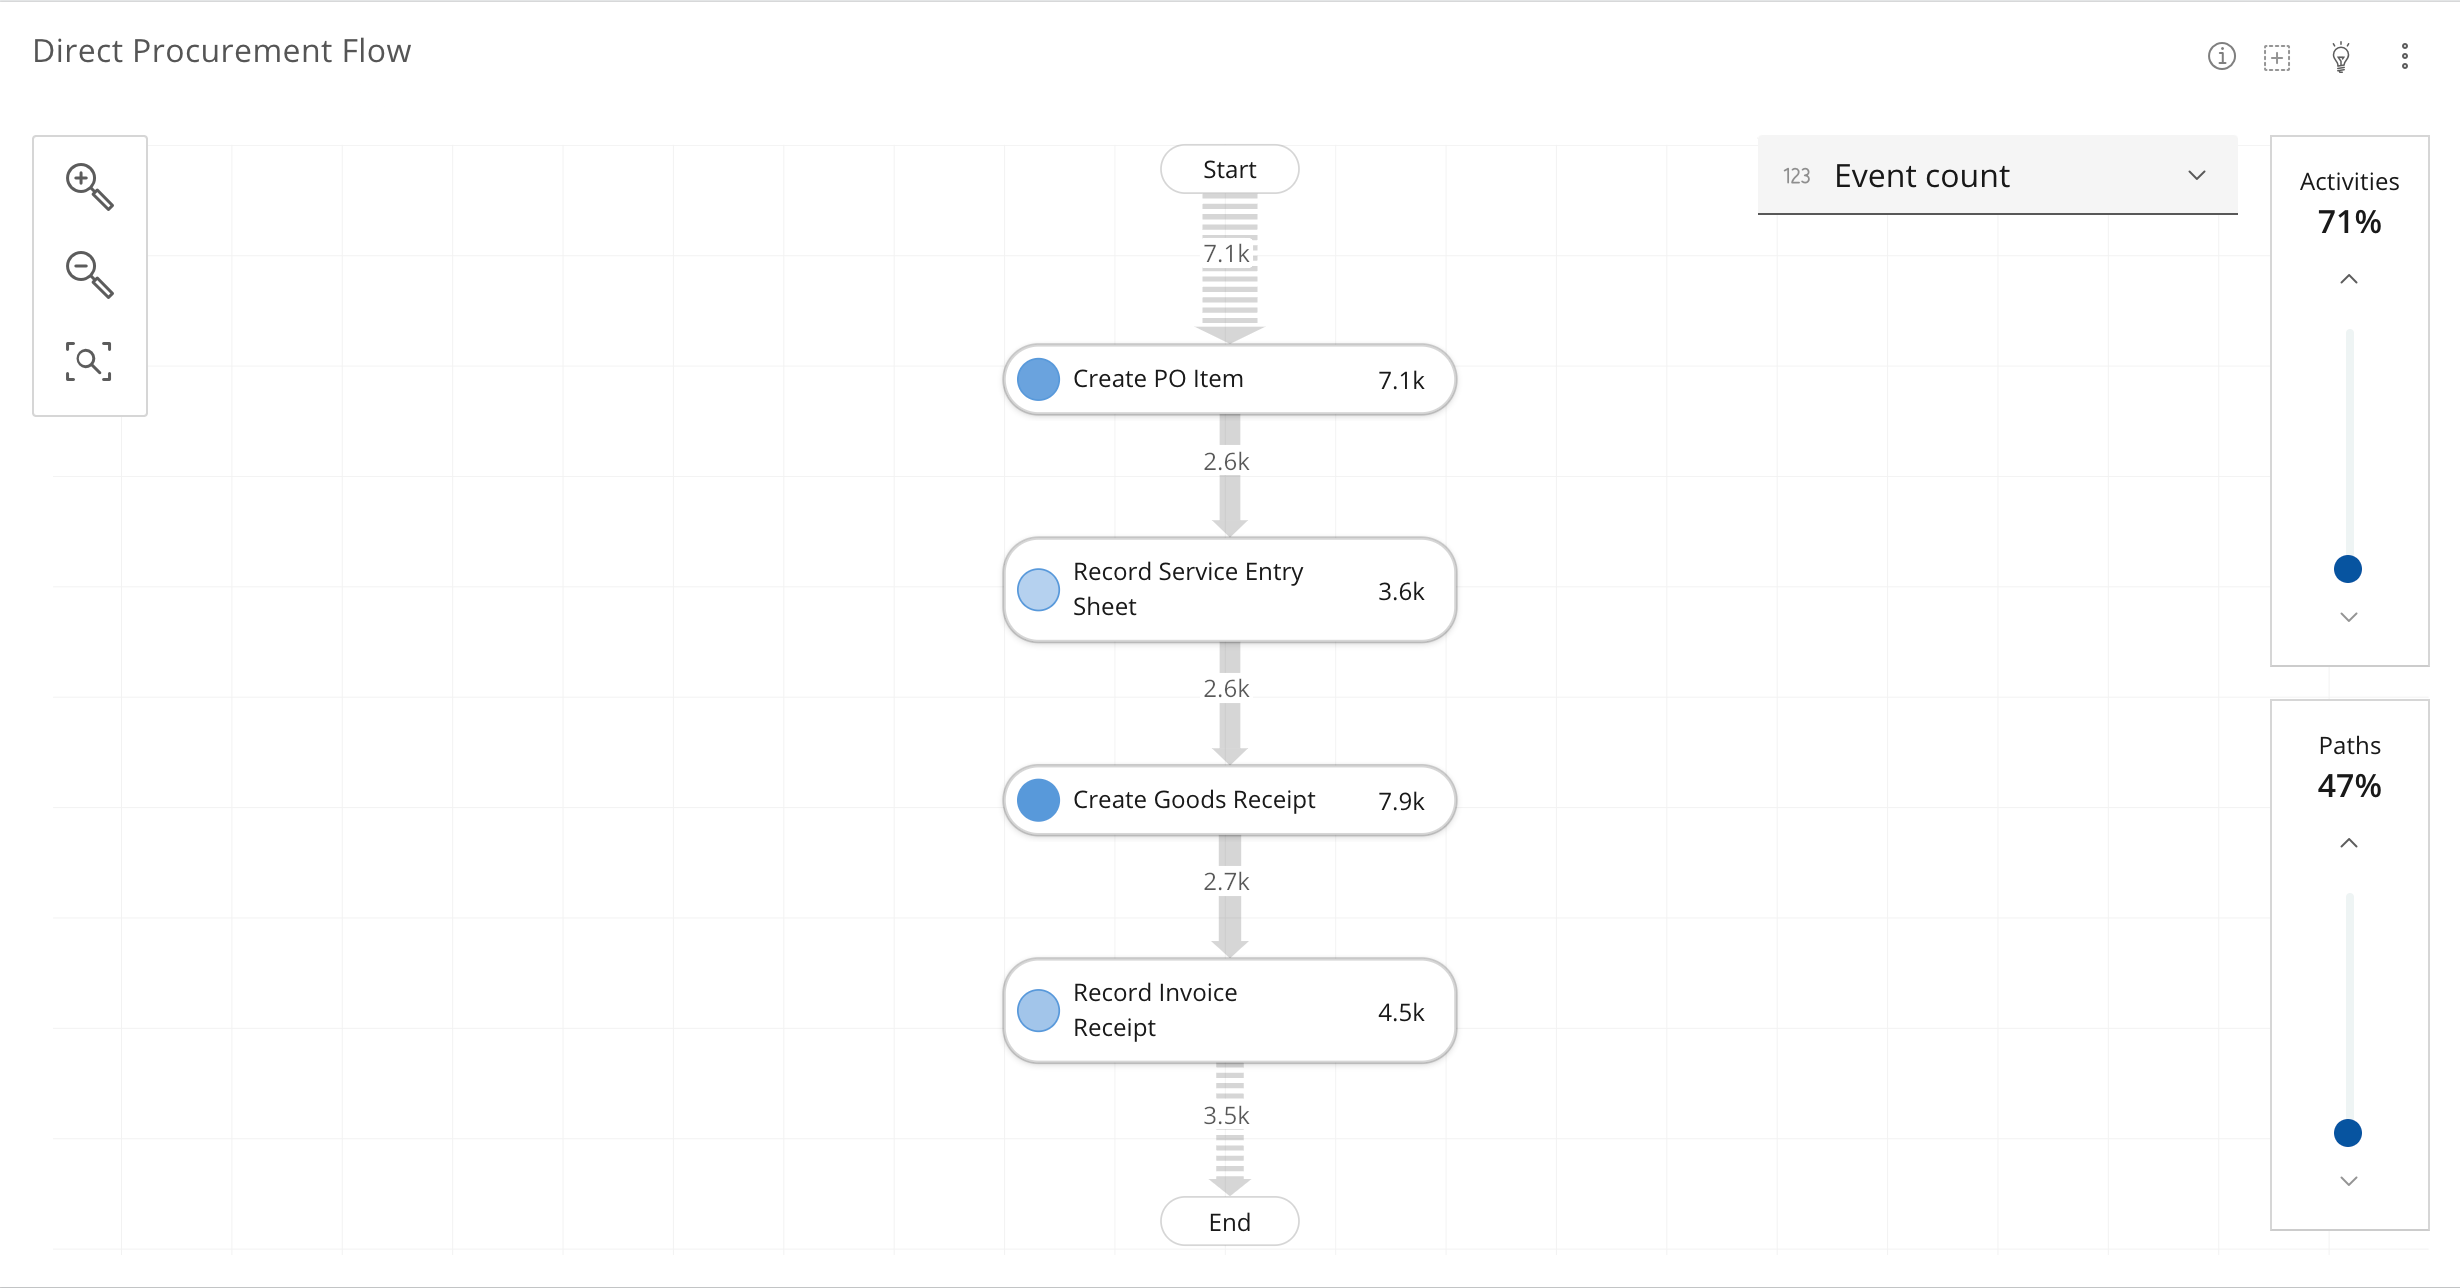 Direct Procurement Flow
Start
123 Event count
Activities
71%
7.1k
Create PO Item 7.1k
2.6k
Record Service Entry
Sheet
3.6k
2.6k
Paths
47%
Create Goods Receipt 7.9k
2.7k
Record Invoice
Receipt
4.5k
3.5k
End